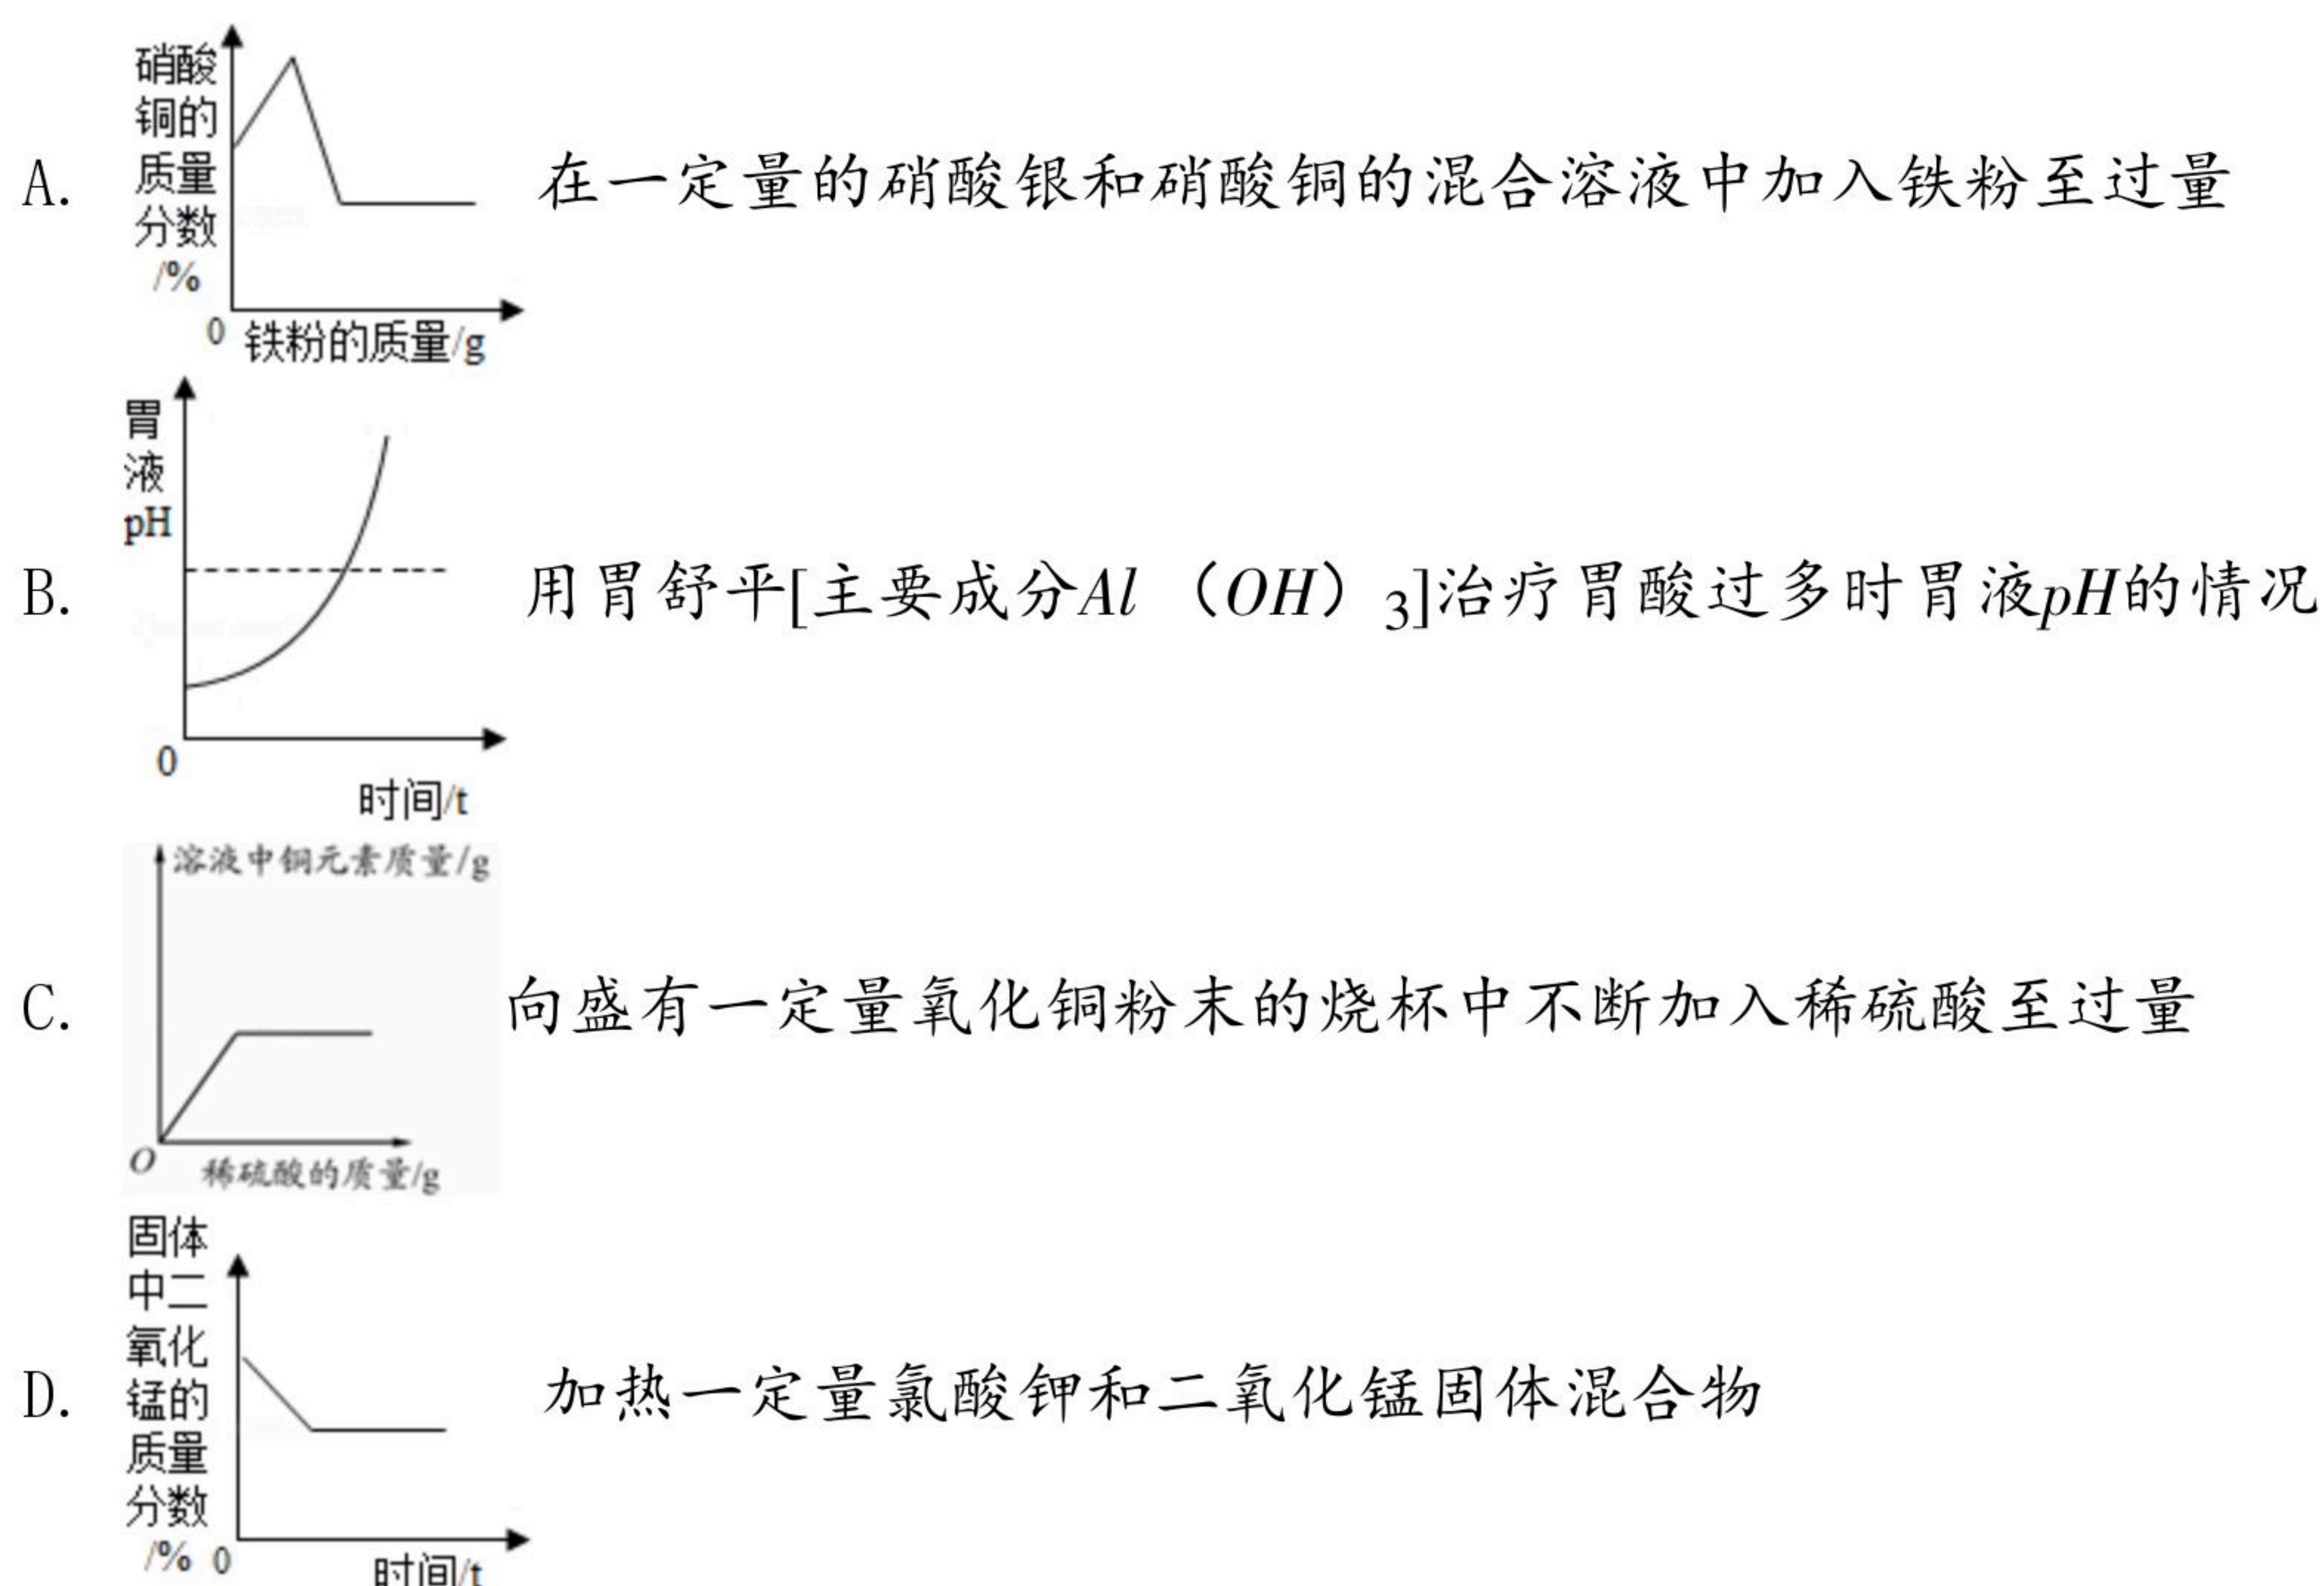 硝酸
铜的
质量
分数
/%
0
铁粉的质量/g
A.
在一定量的硝酸银和硝酸铜的混合溶液中加入铁粉至过量
胃
液
pH
0
时间/t
B.
用胃舒平[主要成分Al（OH）₃]治疗胃酸过多时胃液pH的情况
溶液中铜元素质量/g
O
稀硫酸的质量/g
C.
向盛有一定量氧化铜粉末的烧杯中不断加入稀硫酸至过量
固体
中二
氧化
锰的
质量
分数
/%
0
时间/t
D.
加热一定量氯酸钾和二氧化锰固体混合物